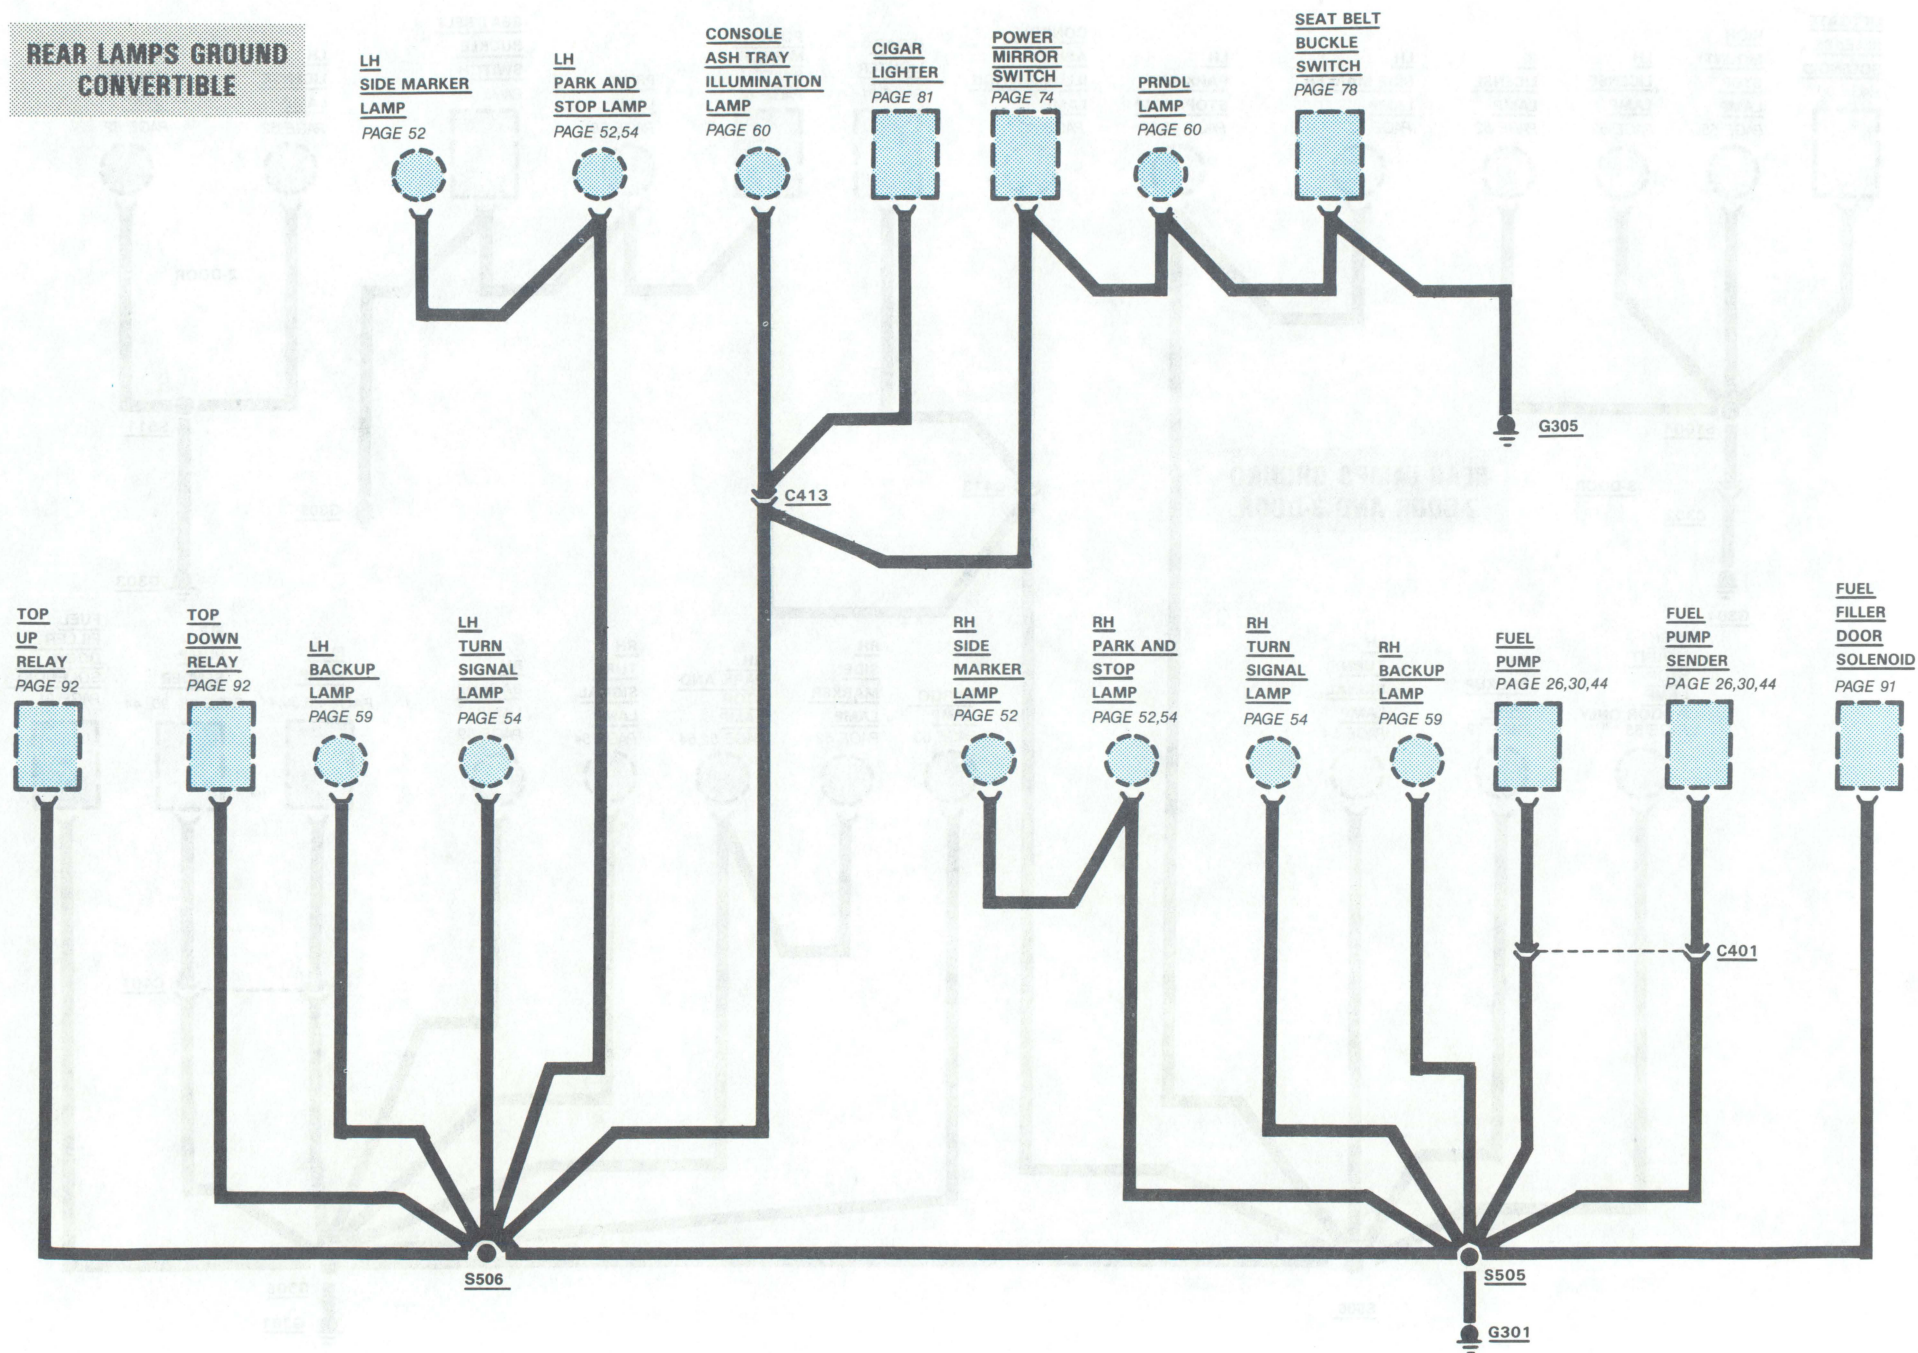 REAR LAMPS GROUND
CONVERTIBLE
LH
SIDE MARKER
LAMP
PAGE 52
LH
PARK AND
STOP LAMP
PAGE 52,54
CONSOLE
ASH TRAY
ILLUMINATION
LAMP
PAGE 60
CIGAR
LIGHTER
PAGE 81
POWER
MIRROR
SWITCH
PAGE 74
PRNDL
LAMP
PAGE 60
SEAT BELT
BUCKLE
SWITCH
PAGE 78
G305
C413
TOP
UP
RELAY
PAGE 92
TOP
DOWN
RELAY
PAGE 92
LH
BACKUP
LAMP
PAGE 59
LH
TURN
SIGNAL
LAMP
PAGE 54
RH
SIDE
MARKER
LAMP
PAGE 52
RH
PARK AND
STOP
LAMP
PAGE 52,54
RH
TURN
SIGNAL
LAMP
PAGE 54
RH
BACKUP
LAMP
PAGE 59
FUEL
PUMP
PAGE 26,30,44
FUEL
PUMP
SENDER
PAGE 26,30,44
FUEL
FILLER
DOOR
SOLENOID
PAGE 91
C401
S506
S505
G301